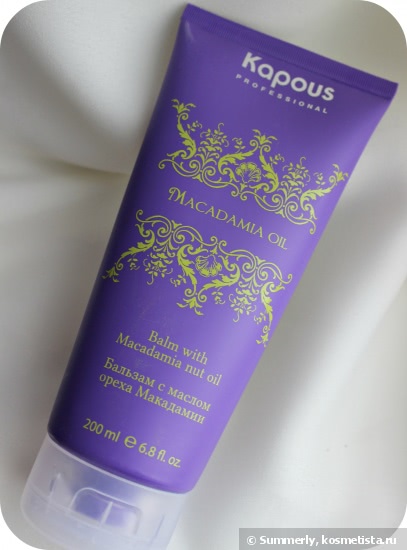 Kapous
PROFESSIONAL
MACADAMIA OIL
Balm with
Macadamia nut oil
Бальзам с маслом
ореха Макадамии
200 ml ℮ 6.8 fl. oz.
© Summerly, kosmetista.ru